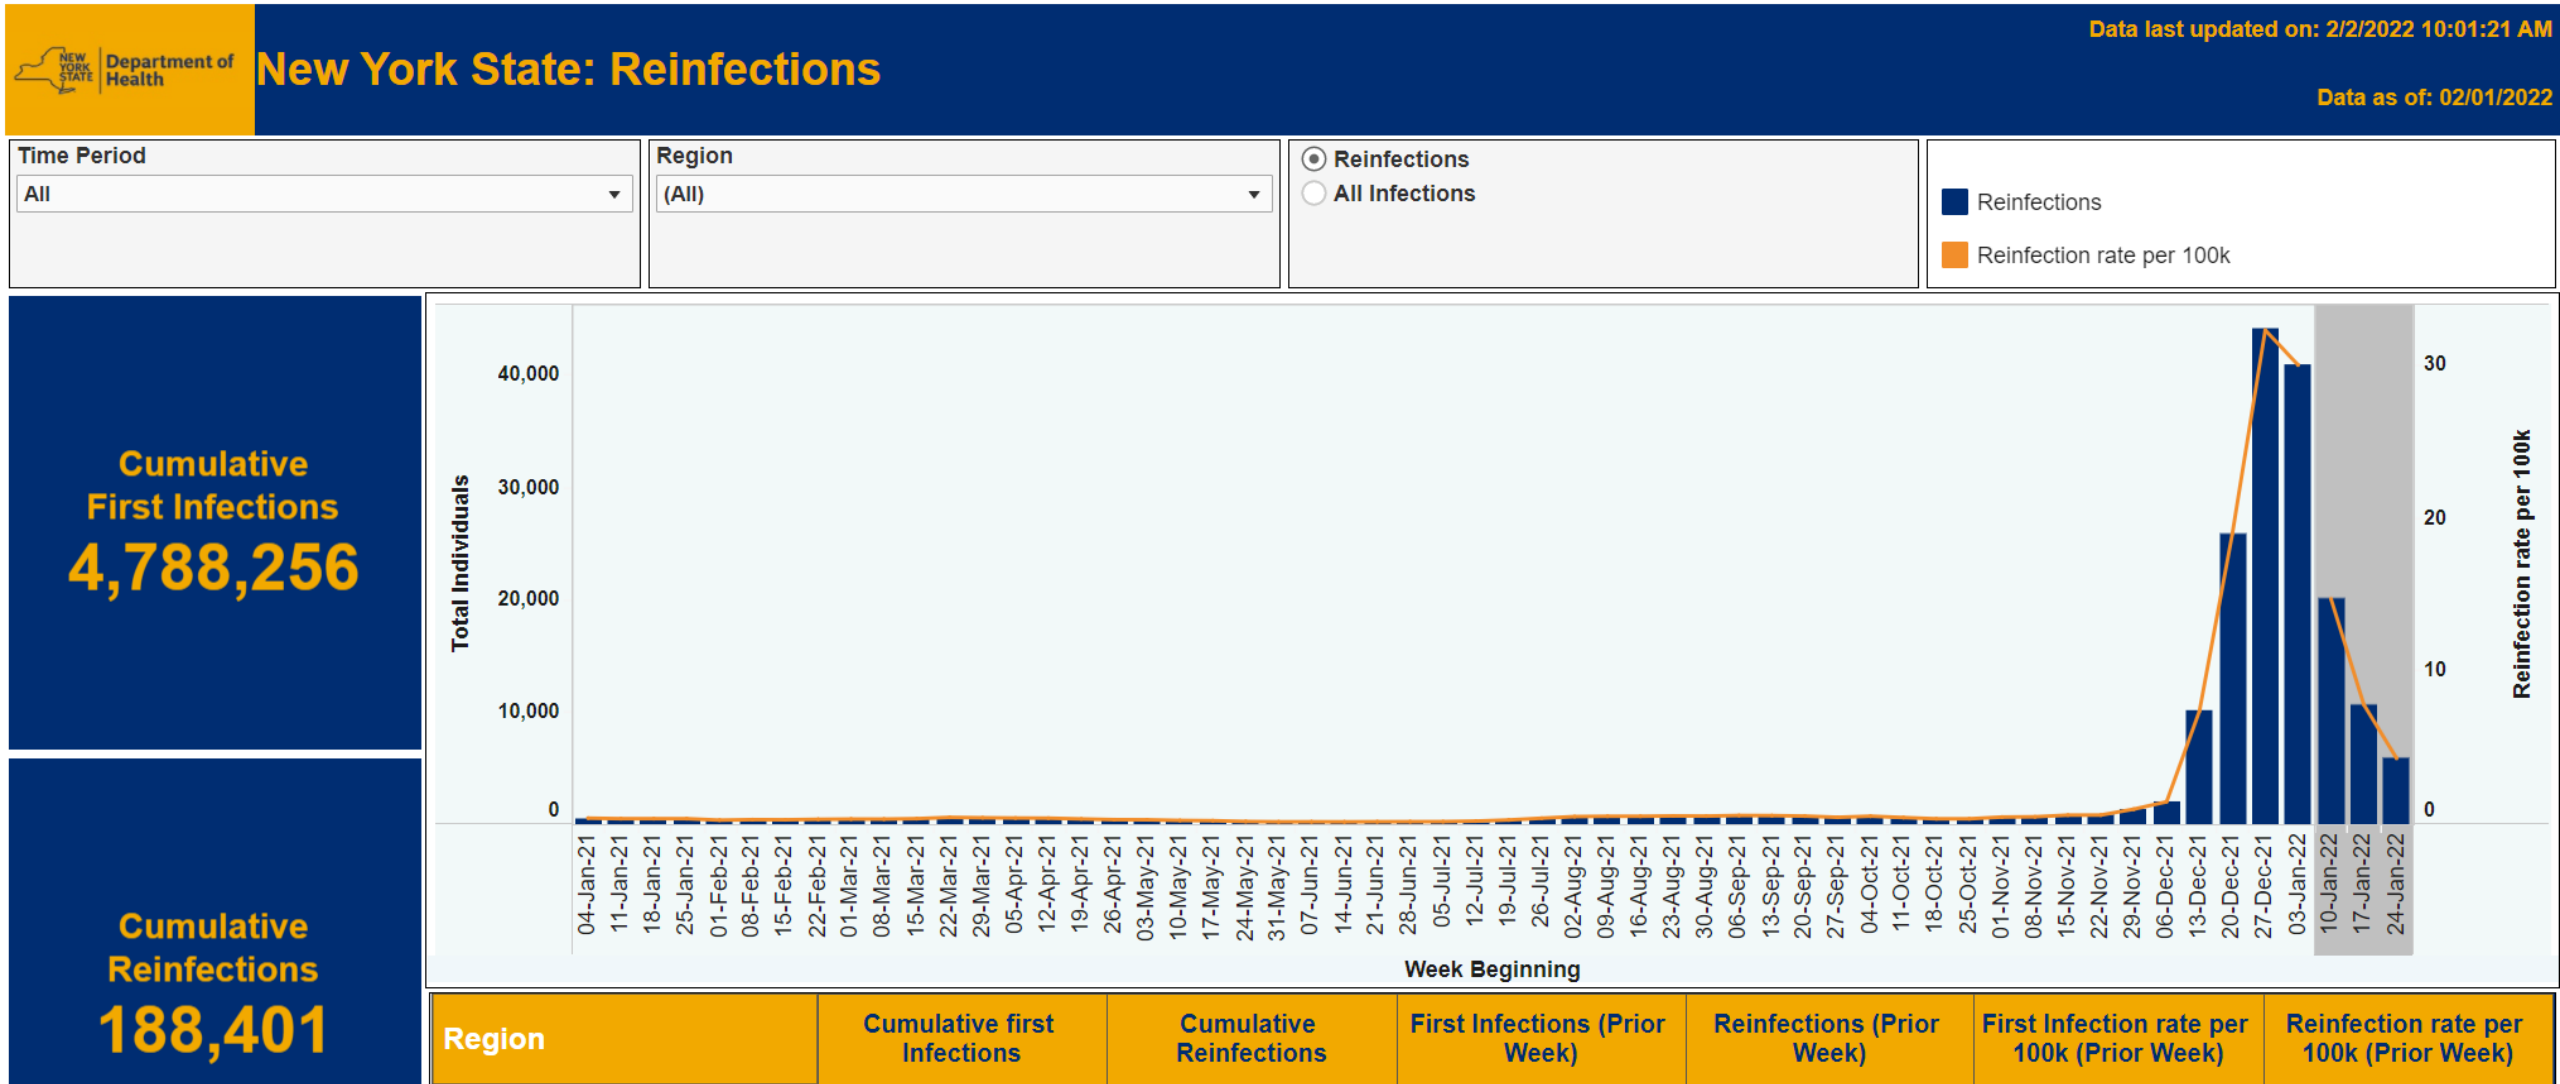 NEW
YORK
STATE
Department of
Health
New York State: Reinfections
Data last updated on: 2/2/2022 10:01:21 AM
Data as of: 02/01/2022
Time Period
All
Region
(All)
Reinfections
All Infections
Reinfections
Reinfection rate per 100k
Cumulative
First Infections
4,788,256
Cumulative
Reinfections
188,401
Total Individuals
40,000
30,000
20,000
10,000
0
30
20
10
0
Reinfection rate per 100k
04-Jan-21
11-Jan-21
18-Jan-21
25-Jan-21
01-Feb-21
08-Feb-21
15-Feb-21
22-Feb-21
01-Mar-21
08-Mar-21
15-Mar-21
22-Mar-21
29-Mar-21
05-Apr-21
12-Apr-21
19-Apr-21
26-Apr-21
03-May-21
10-May-21
17-May-21
24-May-21
31-May-21
07-Jun-21
14-Jun-21
21-Jun-21
28-Jun-21
05-Jul-21
12-Jul-21
19-Jul-21
26-Jul-21
02-Aug-21
09-Aug-21
16-Aug-21
23-Aug-21
30-Aug-21
06-Sep-21
13-Sep-21
20-Sep-21
27-Sep-21
04-Oct-21
11-Oct-21
18-Oct-21
25-Oct-21
01-Nov-21
08-Nov-21
15-Nov-21
22-Nov-21
29-Nov-21
06-Dec-21
13-Dec-21
20-Dec-21
27-Dec-21
03-Jan-22
10-Jan-22
17-Jan-22
24-Jan-22
Week Beginning
Region
Cumulative first
Infections
Cumulative
Reinfections
First Infections (Prior
Week)
Reinfections (Prior
Week)
First Infection rate per
100k (Prior Week)
Reinfection rate per
100k (Prior Week)